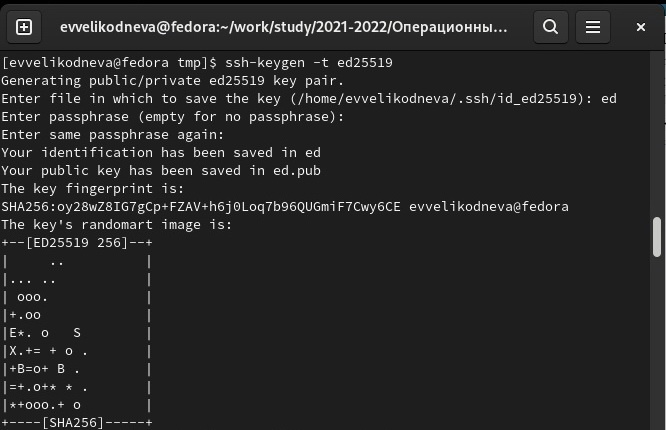 evvelikodneva@fedora:~/work/study/2021-2022/Операционны...
[evvelikodneva@fedora tmp]$ ssh-keygen -t ed25519
Generating public/private ed25519 key pair.
Enter file in which to save the key (/home/evvelikodneva/.ssh/id_ed25519): ed
Enter passphrase (empty for no passphrase):
Enter same passphrase again:
Your identification has been saved in ed
Your public key has been saved in ed.pub
The key fingerprint is:
SHA256:oy28wZ8IG7gCp+FZAV+h6j0Loq7b96QUGmiF7Cwy6CE evvelikodneva@fedora
The key's randomart image is:
+--[ED25519 256]--+
|     ..          |
|... ..           |
| ooo.            |
|+.oo             |
|E*. o   S        |
|X.+= + o .       |
|+B=o+ B .        |
|=+.o+* * .       |
|*+ooo.+ o        |
+----[SHA256]-----+